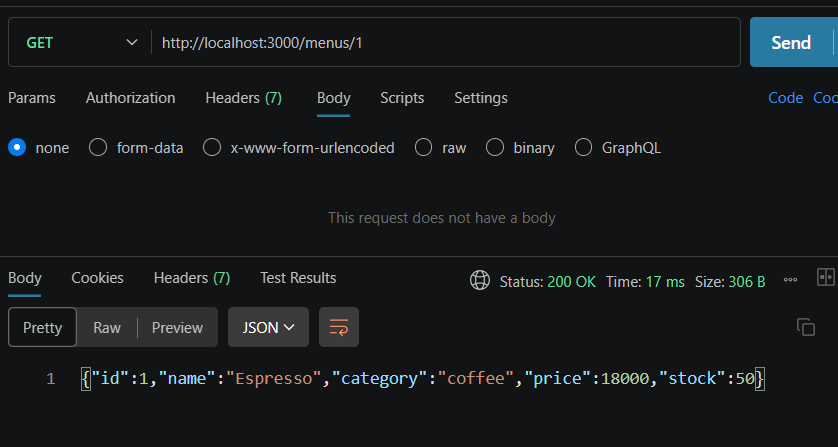 GET http://localhost:3000/menus/1 Send
Params Authorization Headers (7) Body Scripts Settings Code Coo
none form-data x-www-form-urlencoded raw binary GraphQL
This request does not have a body
Body Cookies Headers (7) Test Results Status: 200 OK Time: 17 ms Size: 306 B
Pretty Raw Preview JSON
1 {"id":1,"name":"Espresso","category":"coffee","price":18000,"stock":50}